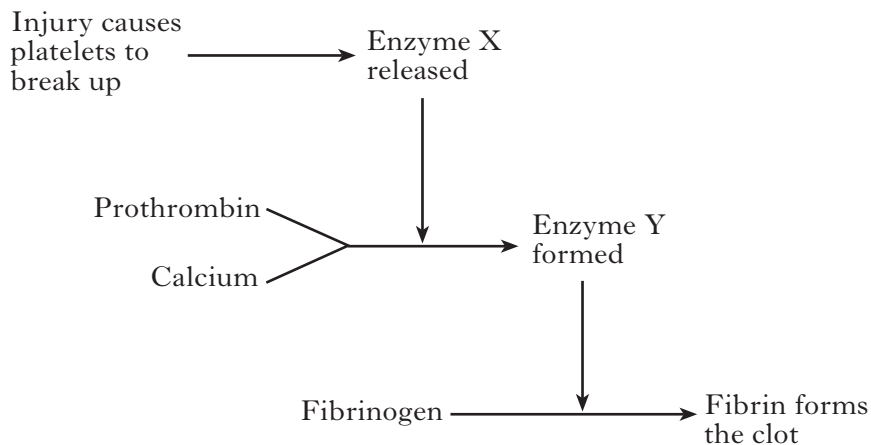 Injury causes
platelets to
break up
Enzyme X
released
Prothrombin
Calcium
Enzyme Y
formed
Fibrinogen
Fibrin forms
the clot